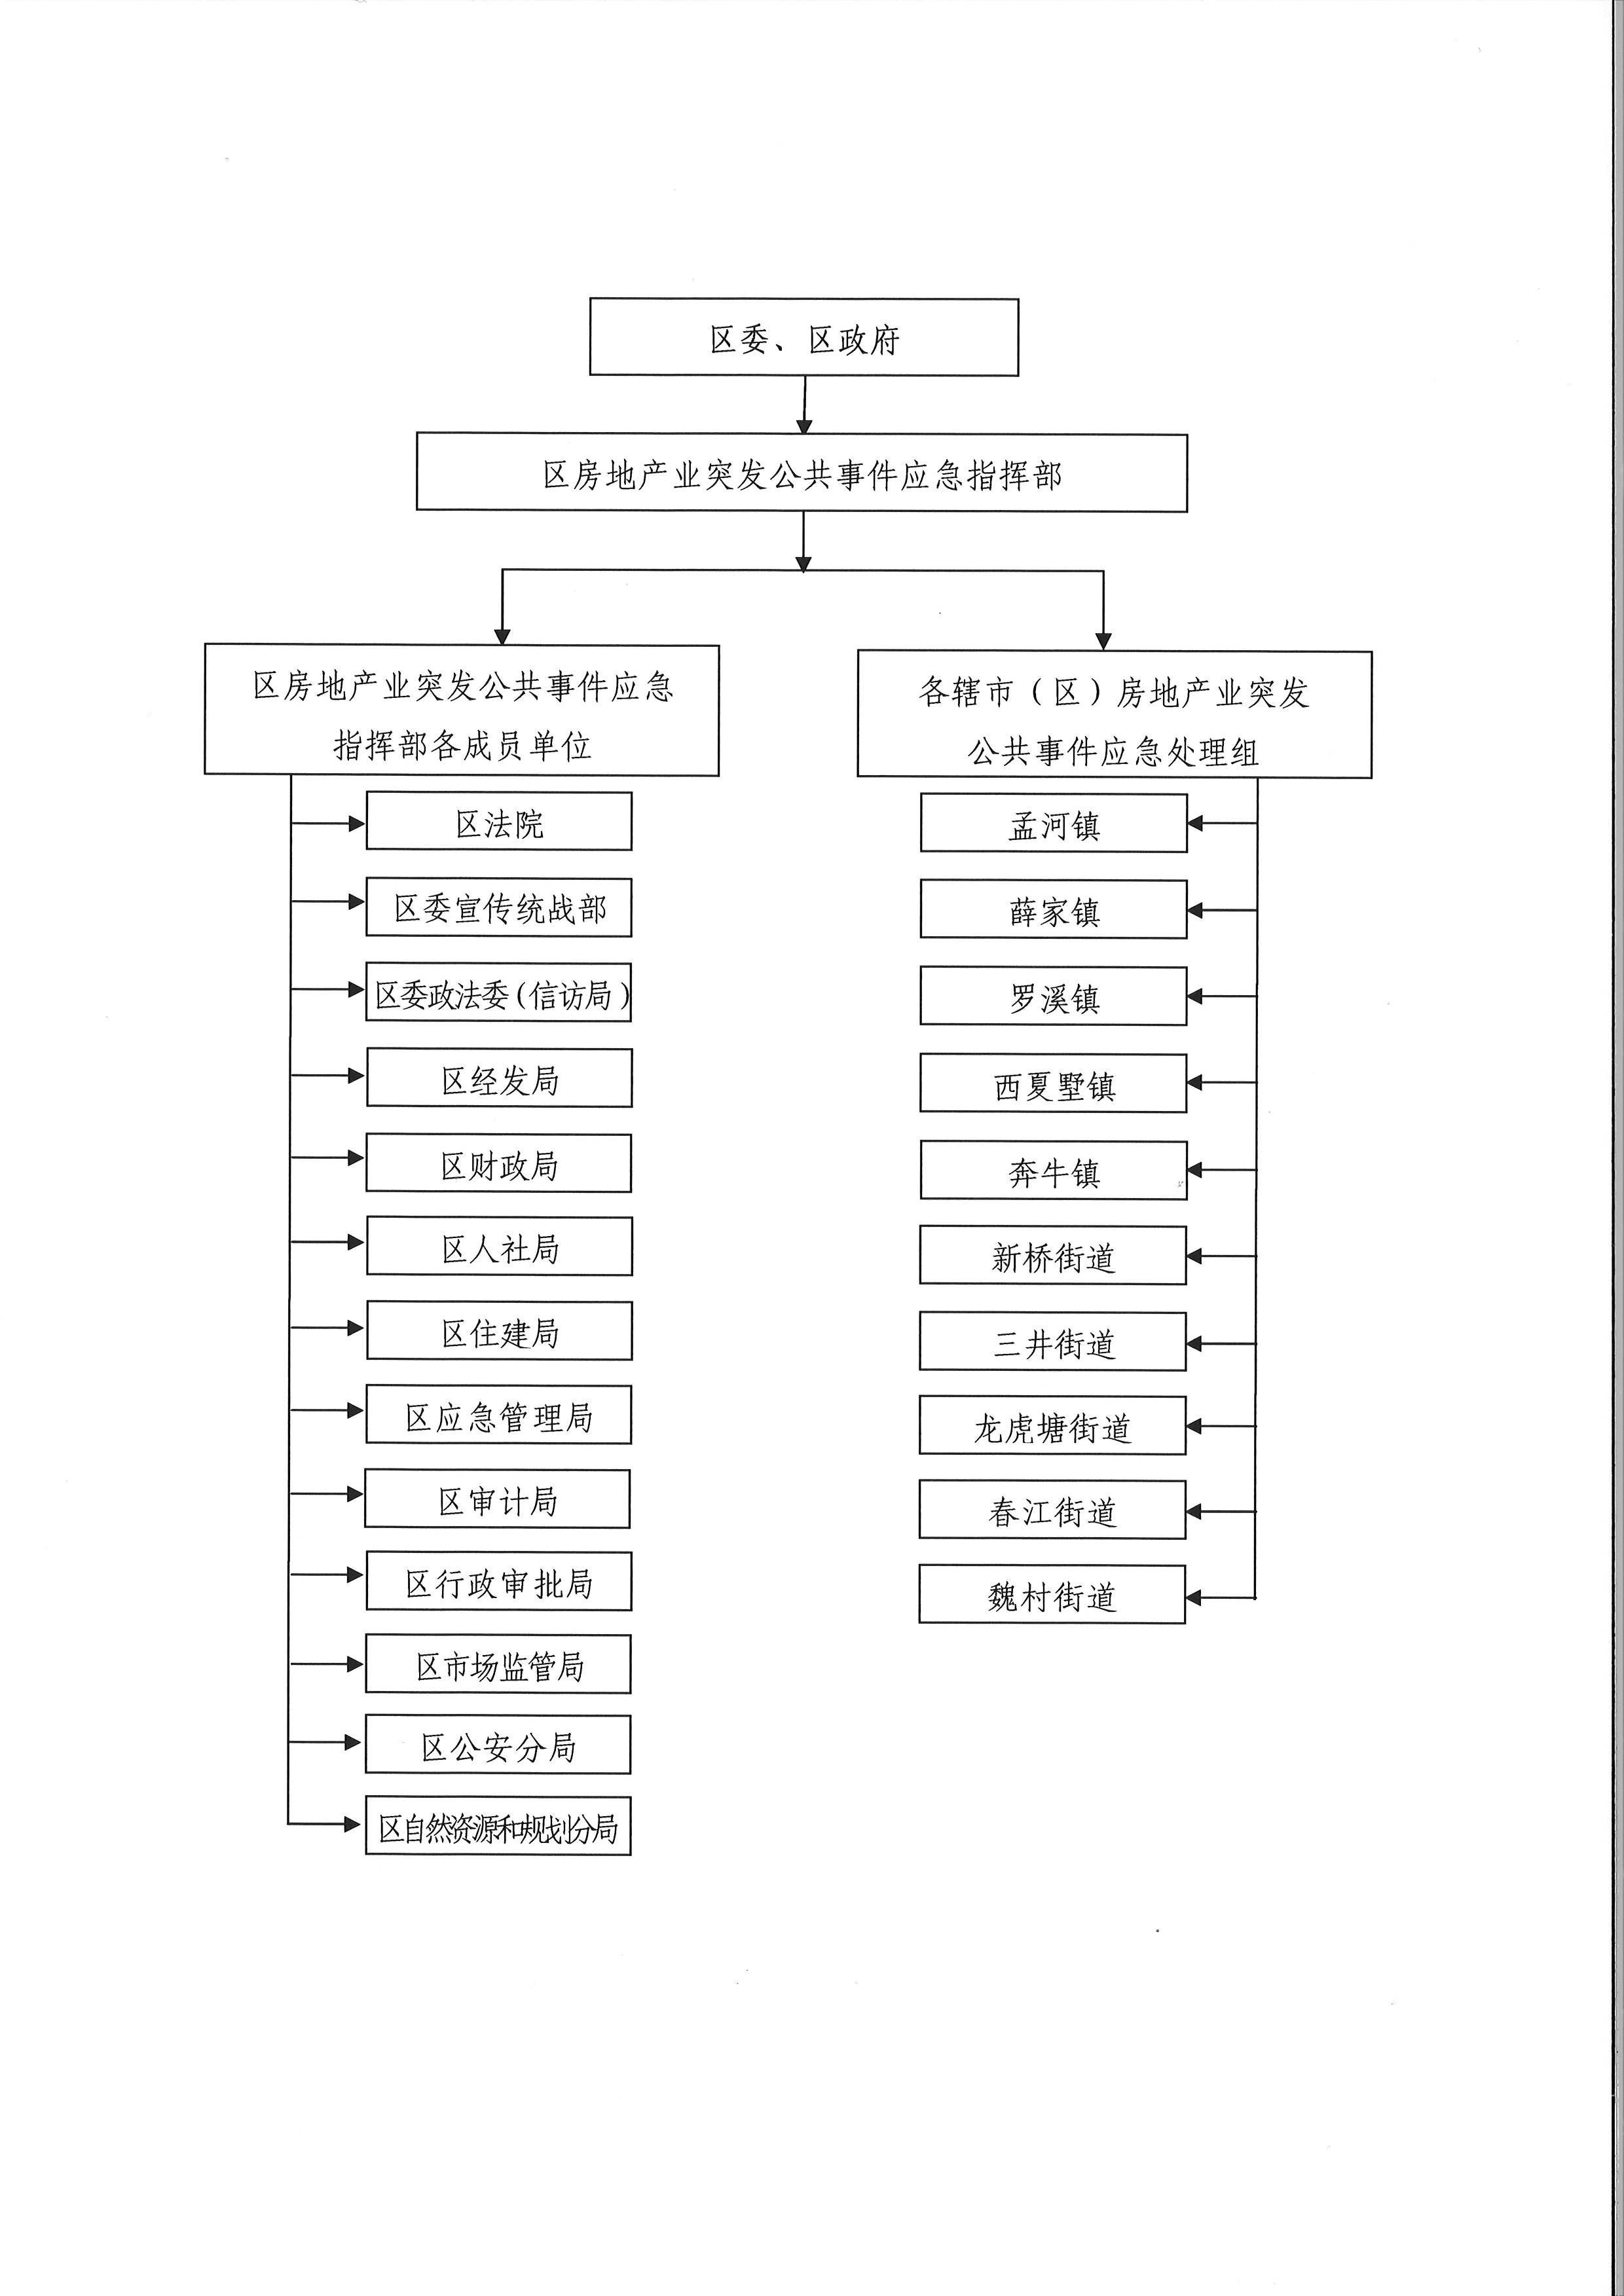 区委、区政府
区房地产业突发公共事件应急指挥部
区房地产业突发公共事件应急
指挥部各成员单位
区法院
区委宣传统战部
区委政法委（信访局）
区经发局
区财政局
区人社局
区住建局
区应急管理局
区审计局
区行政审批局
区市场监管局
区公安分局
区自然资源和规划分局
各辖市（区）房地产业突发
公共事件应急处理组
孟河镇
薛家镇
罗溪镇
西夏墅镇
奔牛镇
新桥街道
三井街道
龙虎塘街道
春江街道
魏村街道